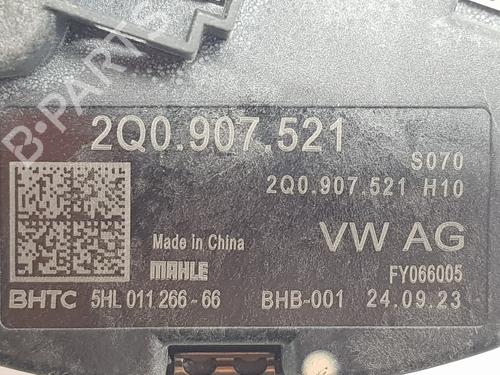 2Q0.907.521
S070
2Q0.907.521 H10
Made in China
VW AG
MAHLE
FY066005
BHTC 5HL 011 266-66 BHB-001 24.09.23
B-PARTS